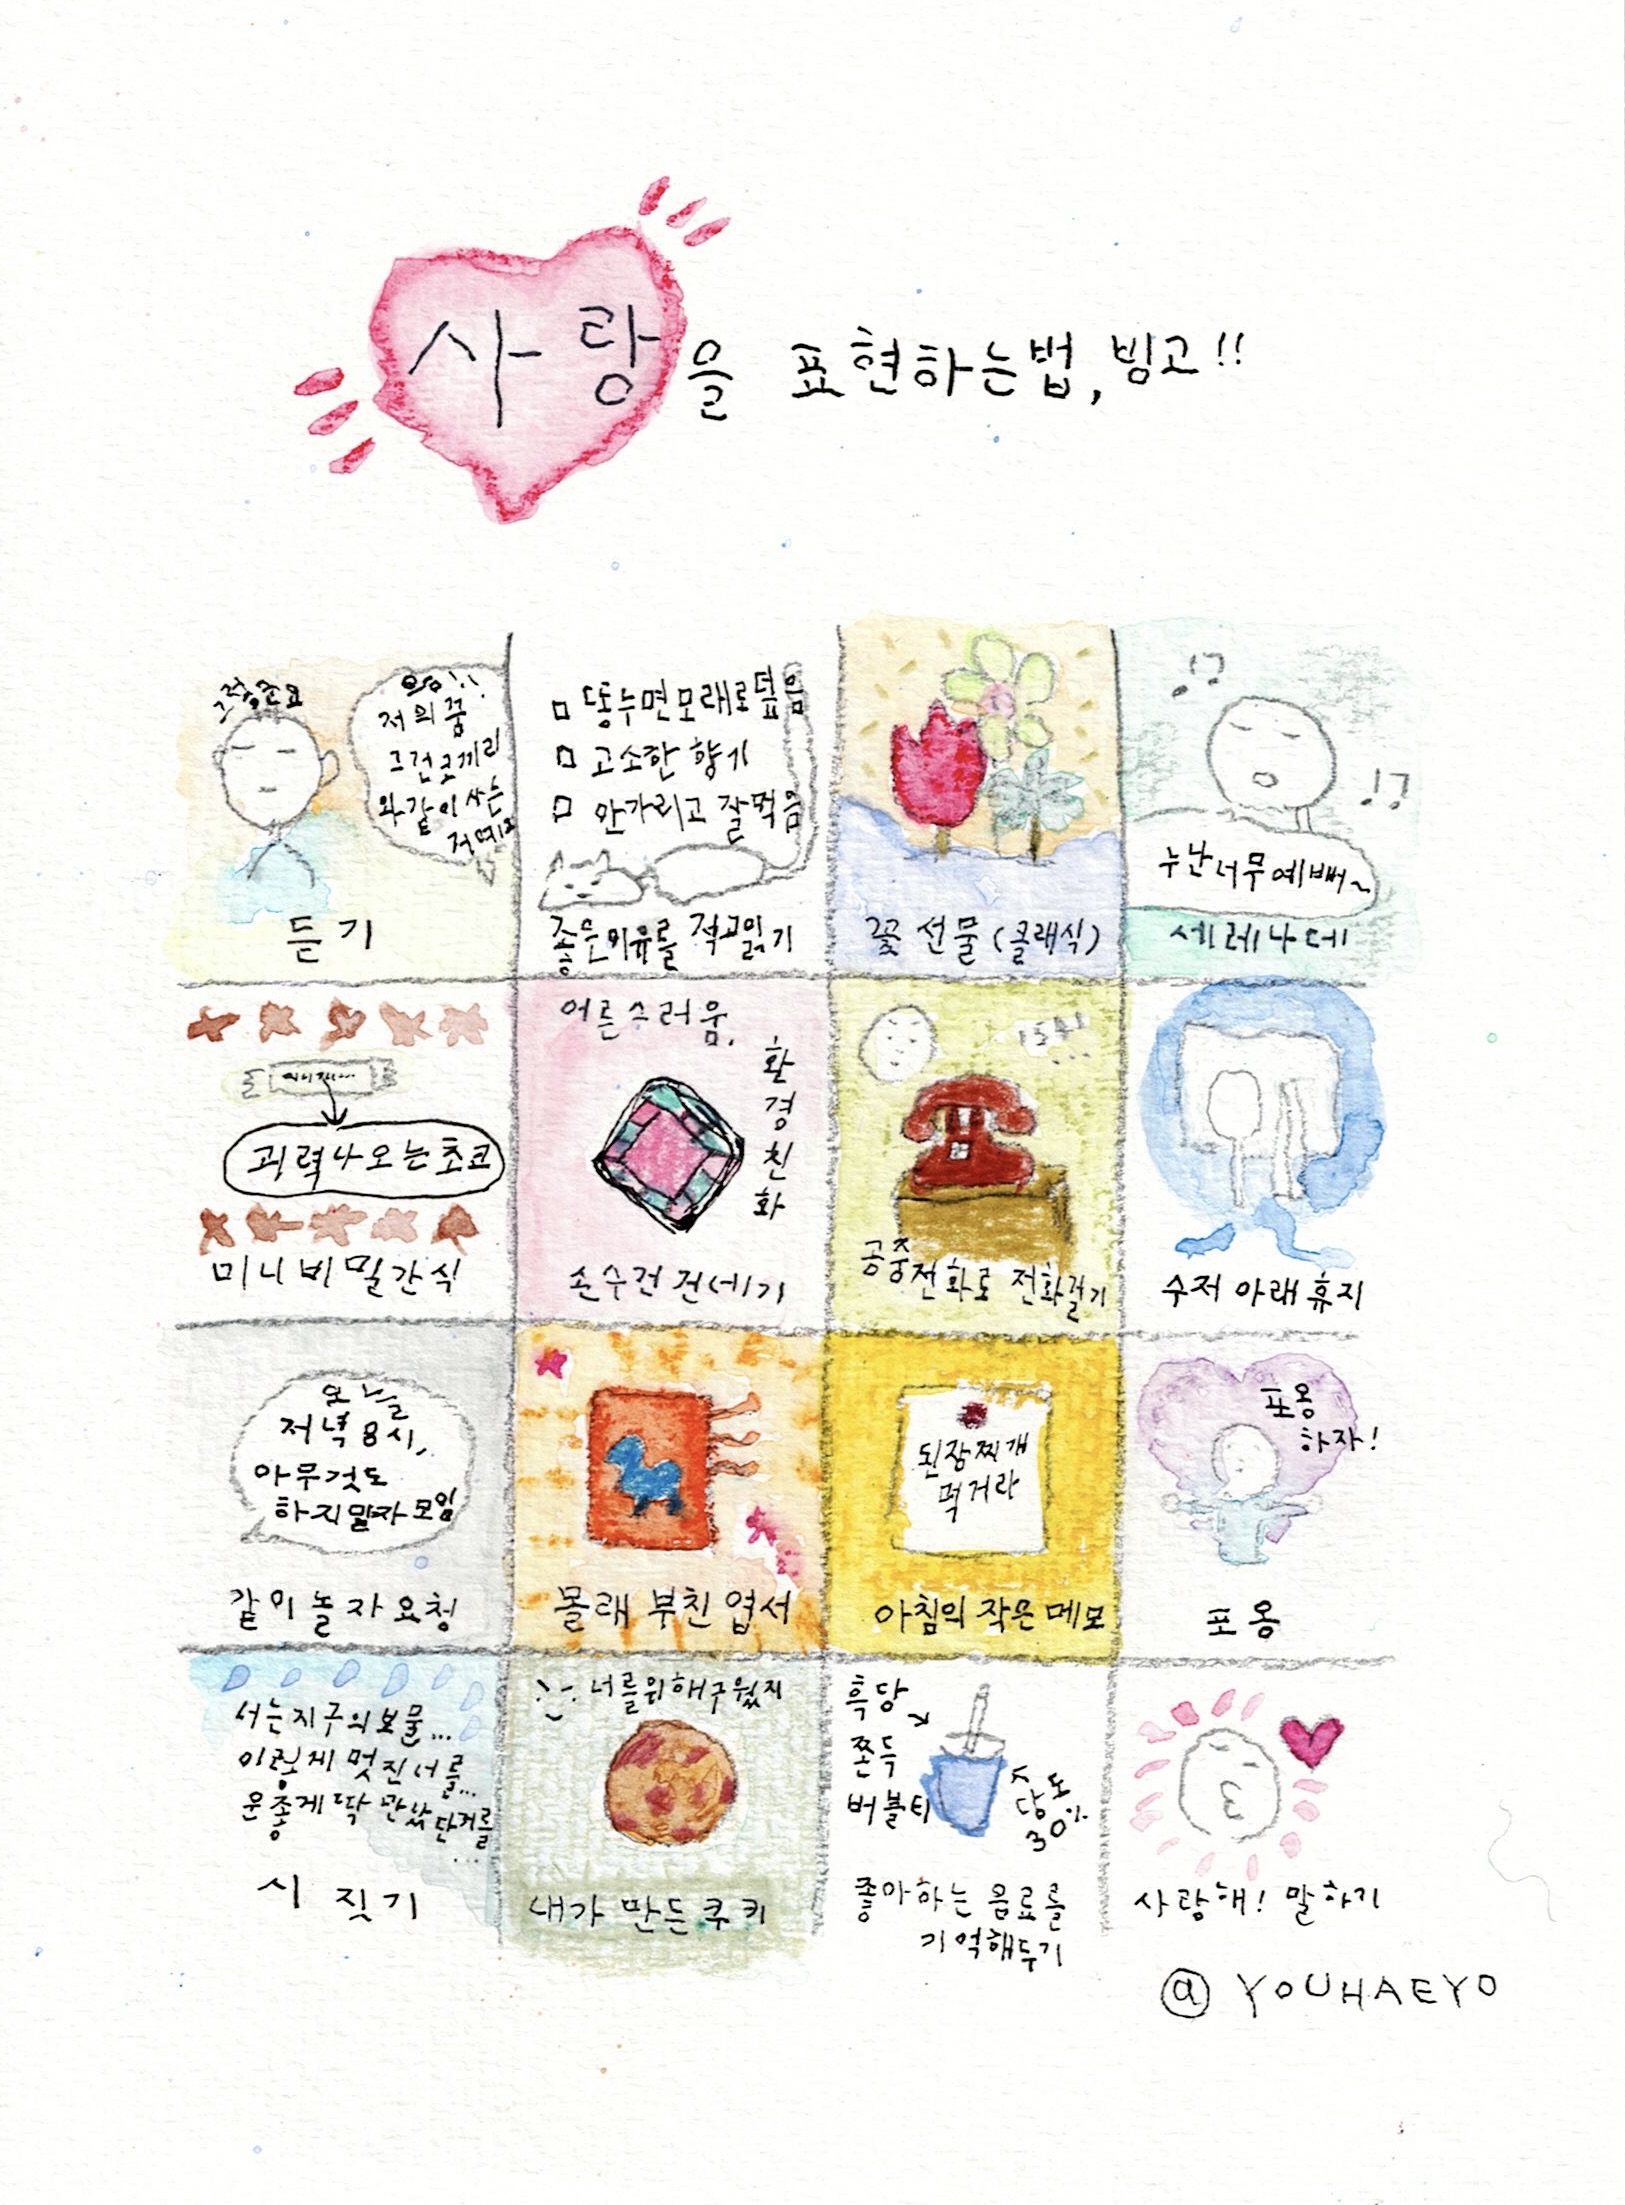 사랑을 표현하는법, 빙고!!
경청중요
음..!!
저의 꿈
그건 코끼리
와같이사는
거예요
듣기
□ 똥누면모래로덮음
□ 고소한 향기
□ 안가리고 잘먹음
좋은이유를 적고읽기
꽃 선물 (클래식)
누난너무예뻐~
세레나데
괴력나오는초코
미니비밀간식
어른스러움,
환경친화
손수건 건네기
1541
...
공중전화로 전화걸기
수저 아래 휴지
오늘
저녁 8시,
아무것도
하지말자모임
같이놀자요청
몰래 부친 엽서
된장찌개
먹거라
아침의 작은 메모
포옹
하자!
포옹
너는지구의보물...
이렇게 멋진너를...
운좋게 딱 만났단거를
...
시 짓기
너를위해구웠지
내가 만든쿠키
흑당
쫀득
버블티
당도
30%
좋아하는 음료를
기억해두기
사랑해! 말하기
@YOUHAEYO